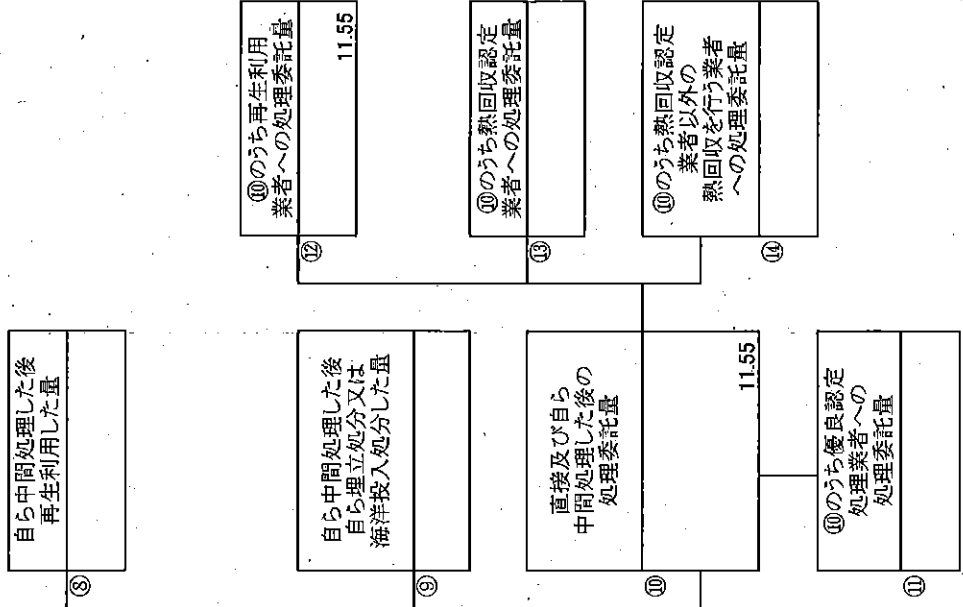 ⑧
自ら中間処理した後
再生利用した量
⑨
自ら中間処理した後
自ら埋立処分又は
海洋投入処分した量
⑩
直接及び自ら
中間処理した後の
処理委託量
11.55
⑪
⑩のうち優良認定
処理業者への
処理委託量
⑫
⑩のうち再生利用
業者への処理委託量
11.55
⑬
⑩のうち熱回収認定
業者への処理委託量
⑭
⑩のうち熱回収認定
業者以外の
熱回収を行う業者
への処理委託量